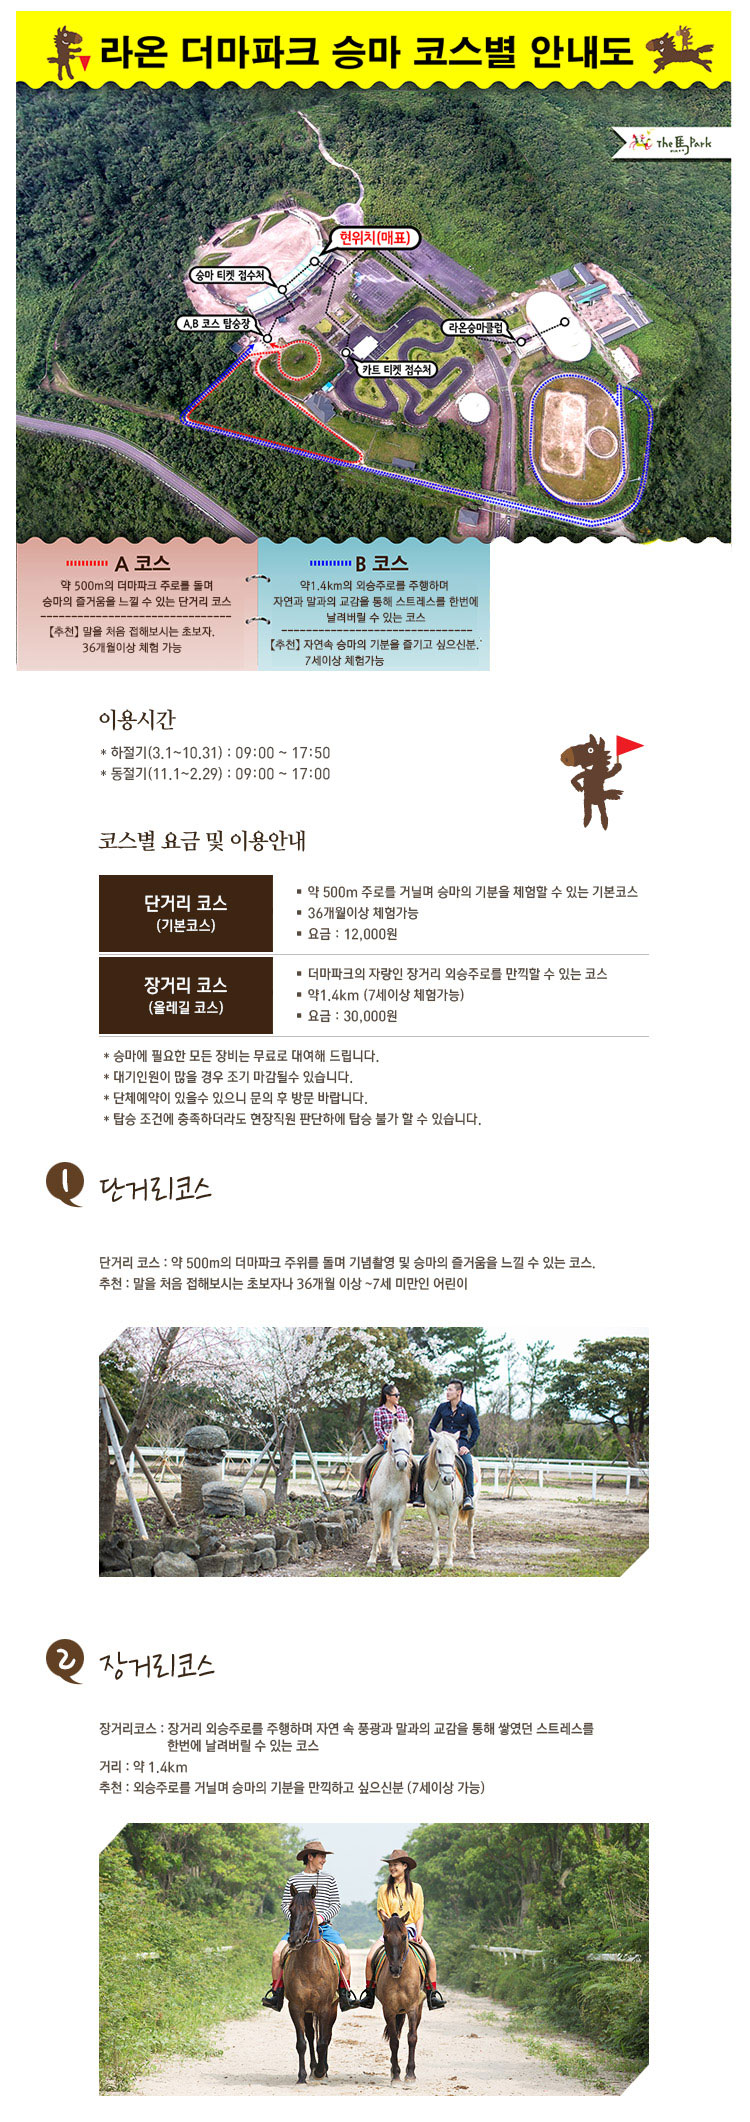 라온 더마파크 승마 코스별 안내도
The馬Park
현위치(매표)
승마 티켓 접수처
A,B 코스 탑승장
라온승마클럽
카트 티켓 접수처
A 코스
약 500m의 더마파크 주로를 돌며
승마의 즐거움을 느낄 수 있는 단거리 코스
【추천】 말을 처음 접해보시는 초보자.
36개월이상 체험 가능
B 코스
약1.4km의 외승주로를 주행하며
자연과 말과의 교감을 통해 스트레스를 한번에
날려버릴 수 있는 코스
【추천】 자연속 승마의 기분을 즐기고 싶으신분.
7세이상 체험가능
이용시간
* 하절기(3.1~10.31) : 09:00 ~ 17:50
* 동절기(11.1~2.29) : 09:00 ~ 17:00
코스별 요금 및 이용안내
단거리 코스
(기본코스)
▪ 약 500m 주로를 거닐며 승마의 기분을 체험할 수 있는 기본코스
▪ 36개월이상 체험가능
▪ 요금 : 12,000원
장거리 코스
(올레길 코스)
▪ 더마파크의 자랑인 장거리 외승주로를 만끽할 수 있는 코스
▪ 약1.4km (7세이상 체험가능)
▪ 요금 : 30,000원
* 승마에 필요한 모든 장비는 무료로 대여해 드립니다.
* 대기인원이 많을 경우 조기 마감될수 있습니다.
* 단체예약이 있을수 있으니 문의 후 방문 바랍니다.
* 탑승 조건에 충족하더라도 현장직원 판단하에 탑승 불가 할 수 있습니다.
1 단거리코스
단거리 코스 : 약 500m의 더마파크 주위를 돌며 기념촬영 및 승마의 즐거움을 느낄 수 있는 코스.
추천 : 말을 처음 접해보시는 초보자나 36개월 이상 ~7세 미만인 어린이
2 장거리코스
장거리코스 : 장거리 외승주로를 주행하며 자연 속 풍광과 말과의 교감을 통해 쌓였던 스트레스를
한번에 날려버릴 수 있는 코스
거리 : 약 1.4km
추천 : 외승주로를 거닐며 승마의 기분을 만끽하고 싶으신분 (7세이상 가능)